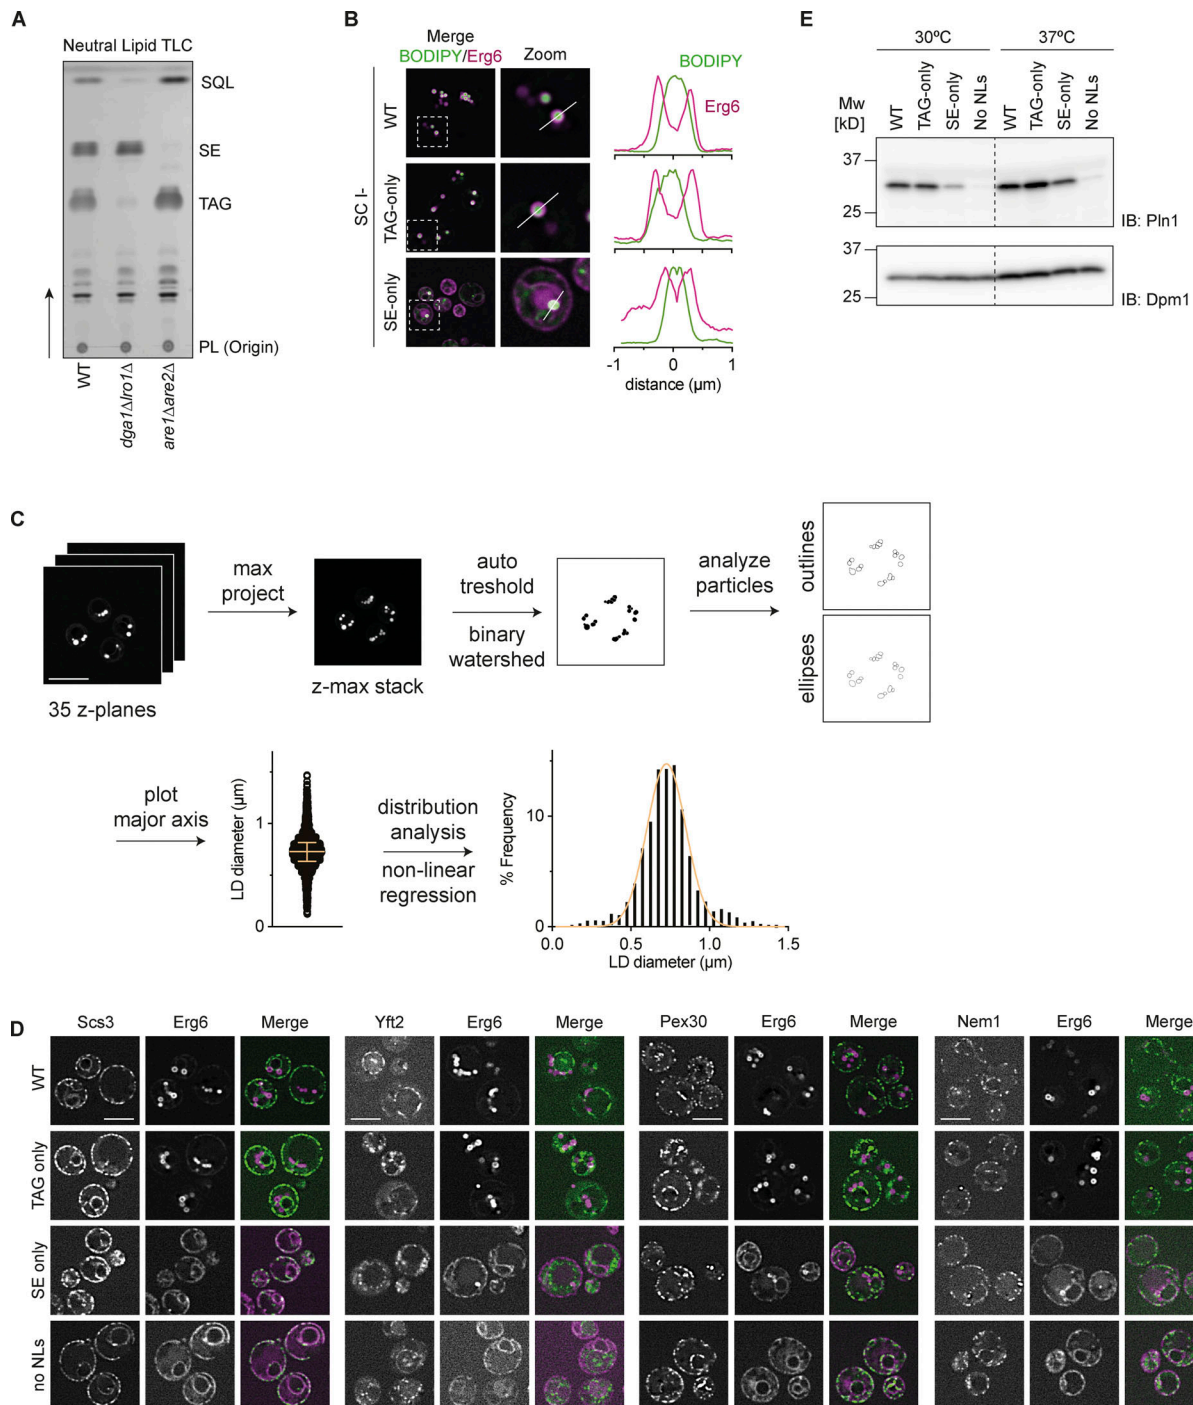 A
Neutral Lipid TLC
SQL
SE
TAG
PL (Origin)
WT
dga1Δlro1Δ
are1Δare2Δ
B
Merge
BODIPY/Erg6
Zoom
SC I-
WT
TAG-only
SE-only
BODIPY
Erg6
-1 0 1
distance (µm)
E
30ºC 37ºC
Mw
[kD]
WT TAG-only SE-only No NLs WT TAG-only SE-only No NLs
37
25
IB: Pln1
37
25
IB: Dpm1
C
35 z-planes
max
project
z-max stack
auto
treshold
binary
watershed
analyze
particles
outlines
ellipses
plot
major axis
LD diameter (µm)
1
0
distribution
analysis
non-linear
regression
% Frequency
10
0
0.0 0.5 1.0 1.5
LD diameter (µm)
D
Scs3 Erg6 Merge Yft2 Erg6 Merge Pex30 Erg6 Merge Nem1 Erg6 Merge
WT
TAG only
SE only
no NLs